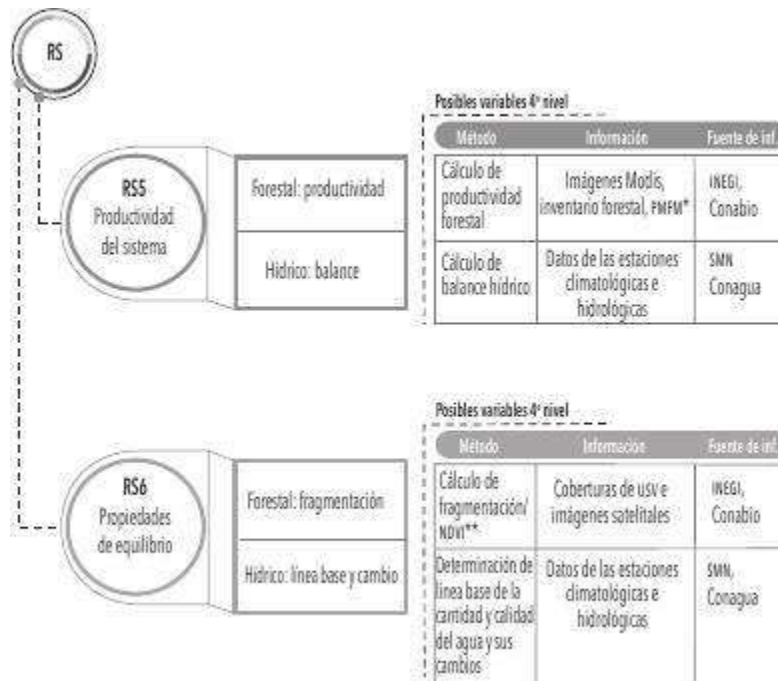 RS
RS5
Productividad
del sistema
Forestal: productividad
Hídrico: balance
Posibles variables 4º nivel
Método Información Fuente de inf.
Cálculo de
productividad
forestal
Imágenes Modis,
inventario forestal, PMFM*
INEGI,
Conabio
Cálculo de
balance hídrico
Datos de las estaciones
climatológicas e
hidrológicas
SMN
Conagua
RS6
Propiedades
de equilibrio
Forestal: fragmentación
Hídrico: línea base y cambio
Posibles variables 4º nivel
Método Información Fuente de inf.
Cálculo de
fragmentación/
NDVI**
Coberturas de USV e
imágenes satelitales
INEGI,
Conabio
Determinación de
línea base de la
cantidad y calidad
del agua y sus
cambios
Datos de las estaciones
climatológicas e
hidrológicas
SMN,
Conagua